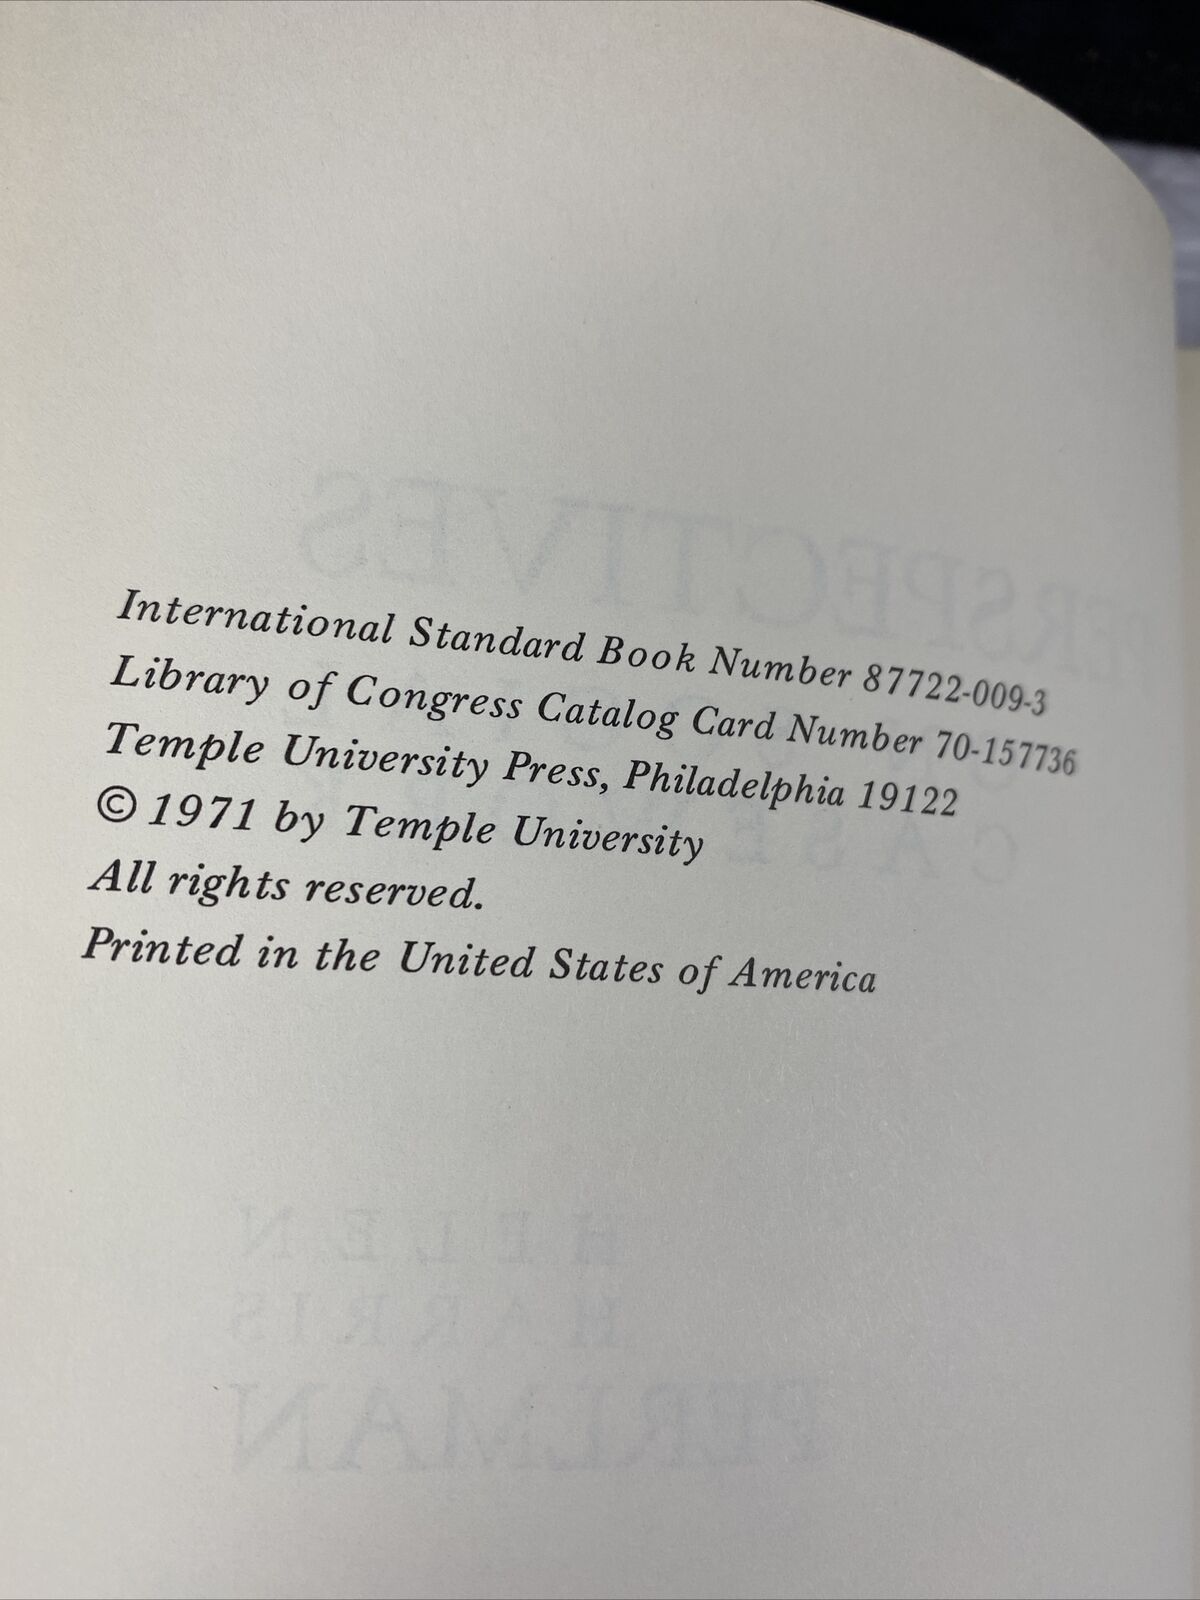 International Standard Book Number 87722-009-3
Library of Congress Catalog Card Number 70-157736
Temple University Press, Philadelphia 19122
© 1971 by Temple University
All rights reserved.
Printed in the United States of America